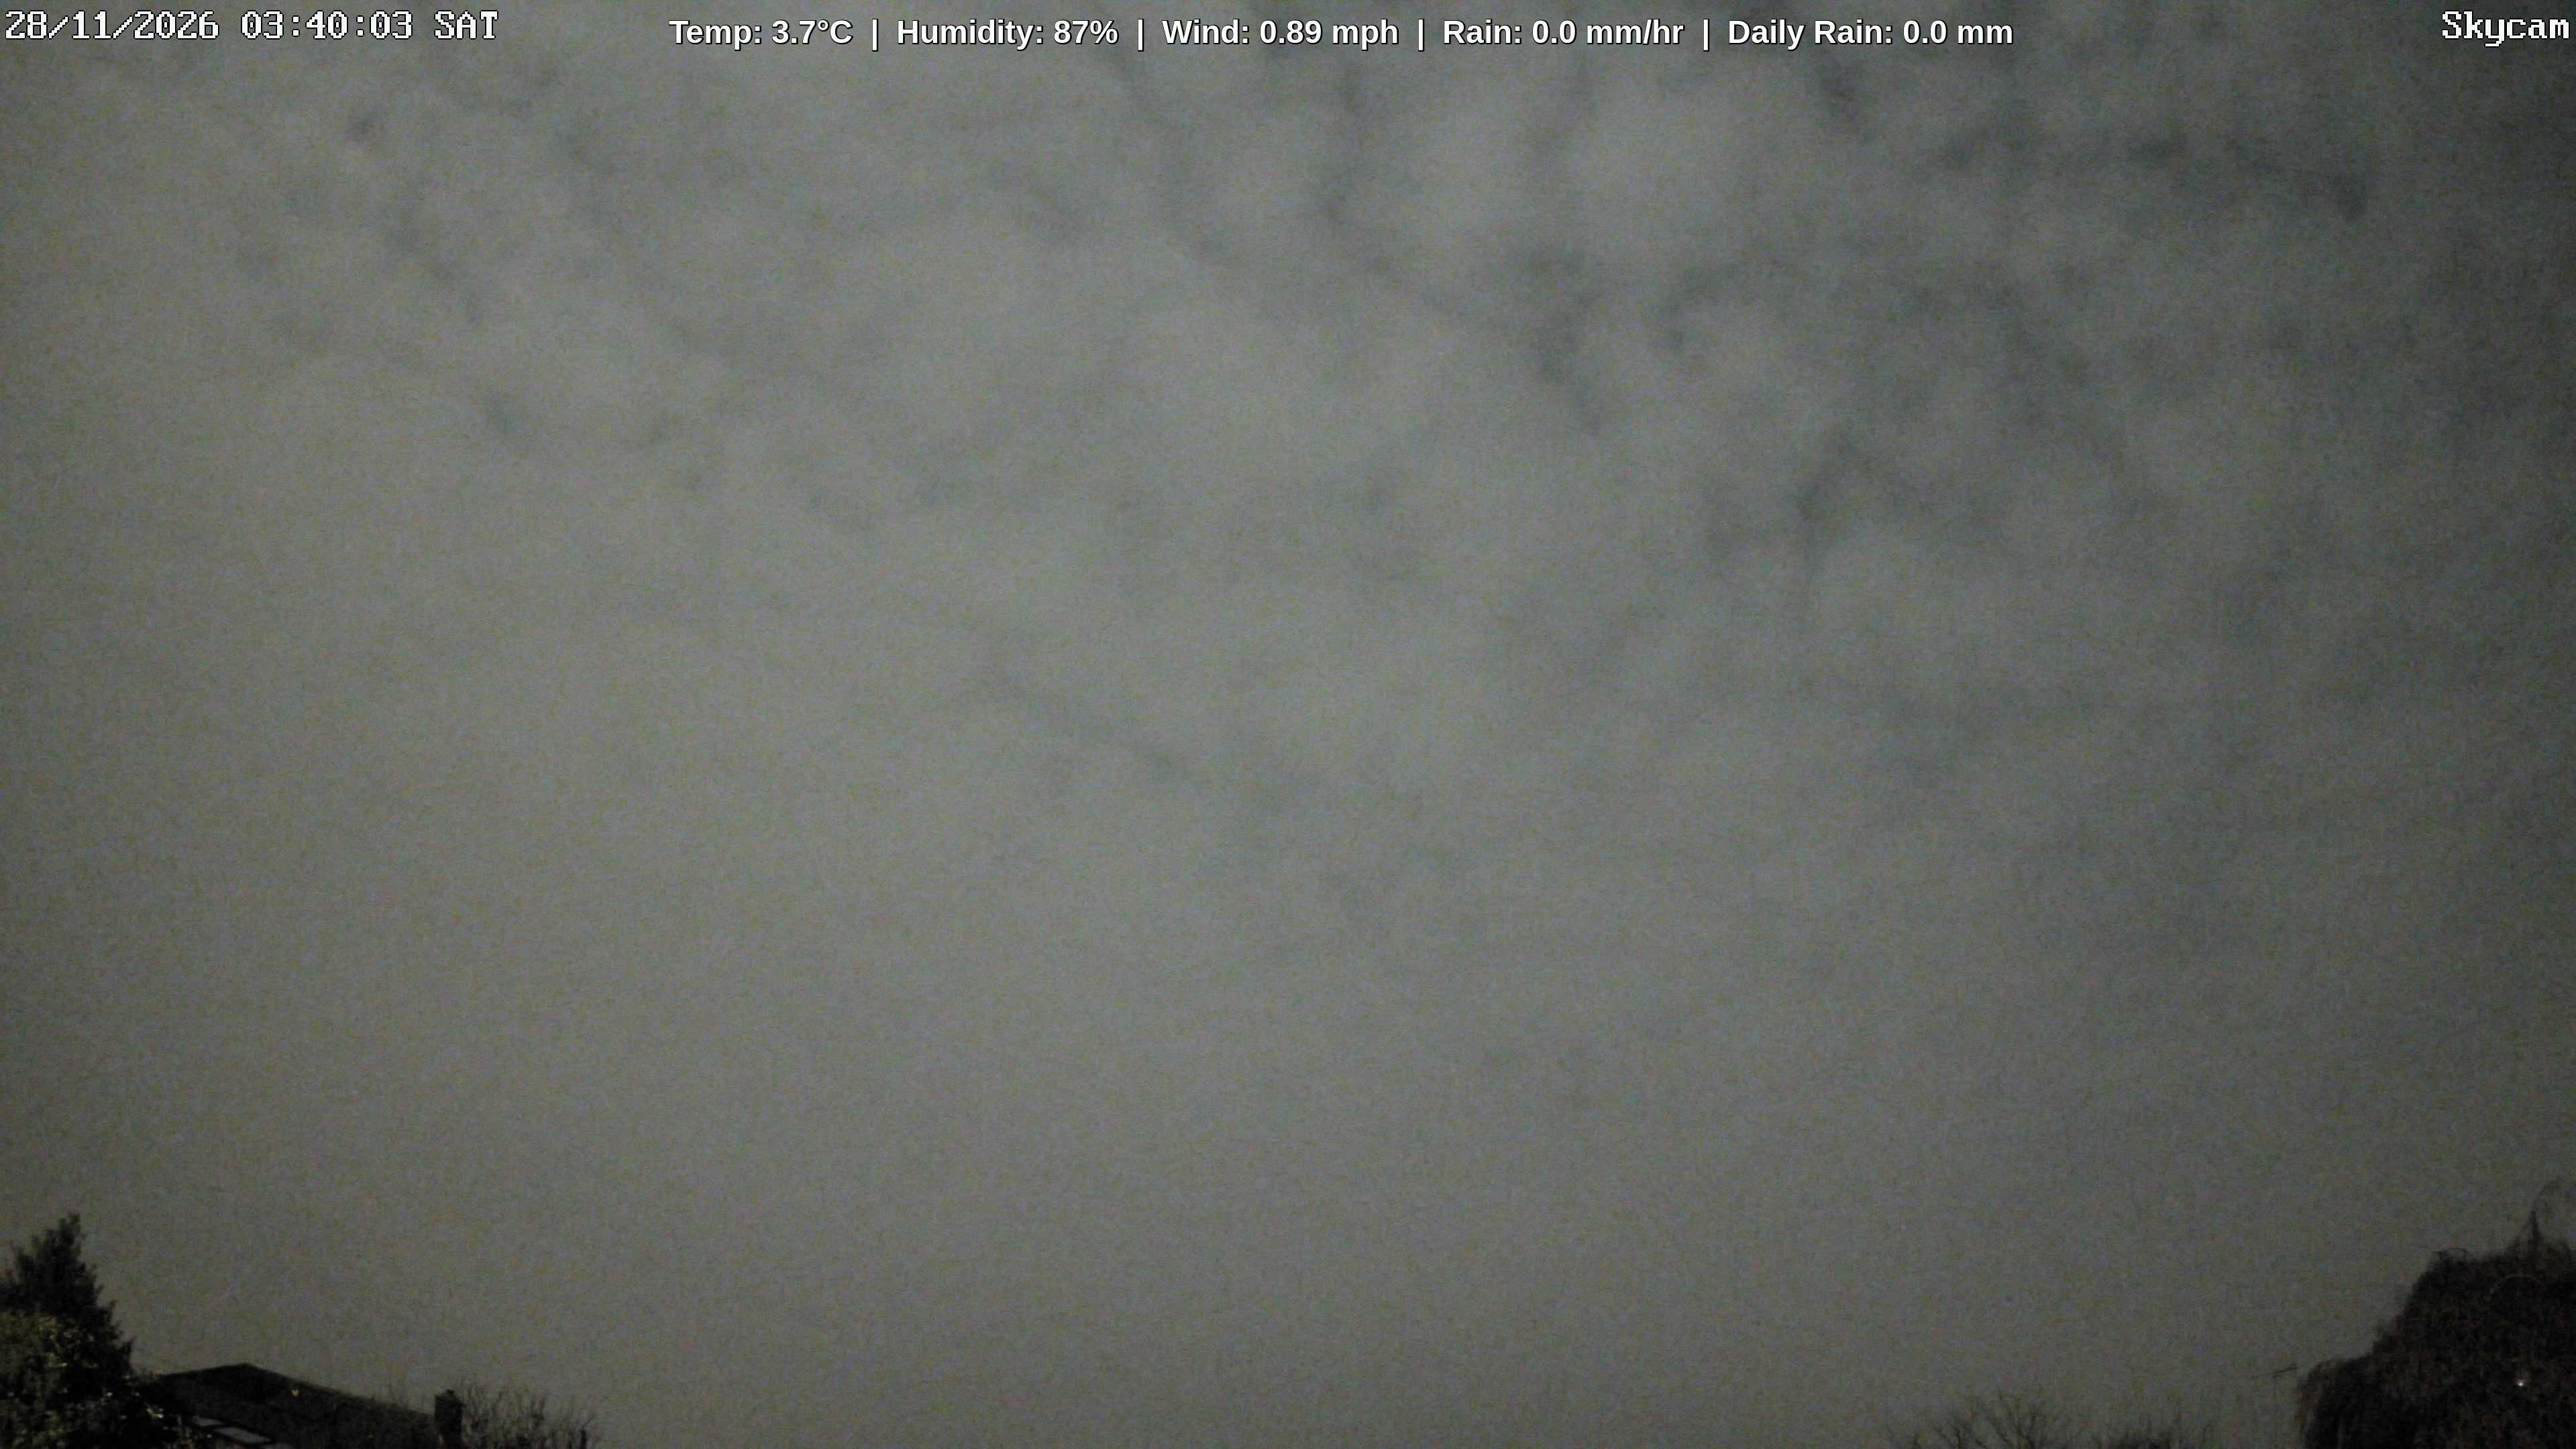 28/11/2026 03:40:03 SAT
Temp: 3.7°C | Humidity: 87% | Wind: 0.89 mph | Rain: 0.0 mm/hr | Daily Rain: 0.0 mm
Skycam